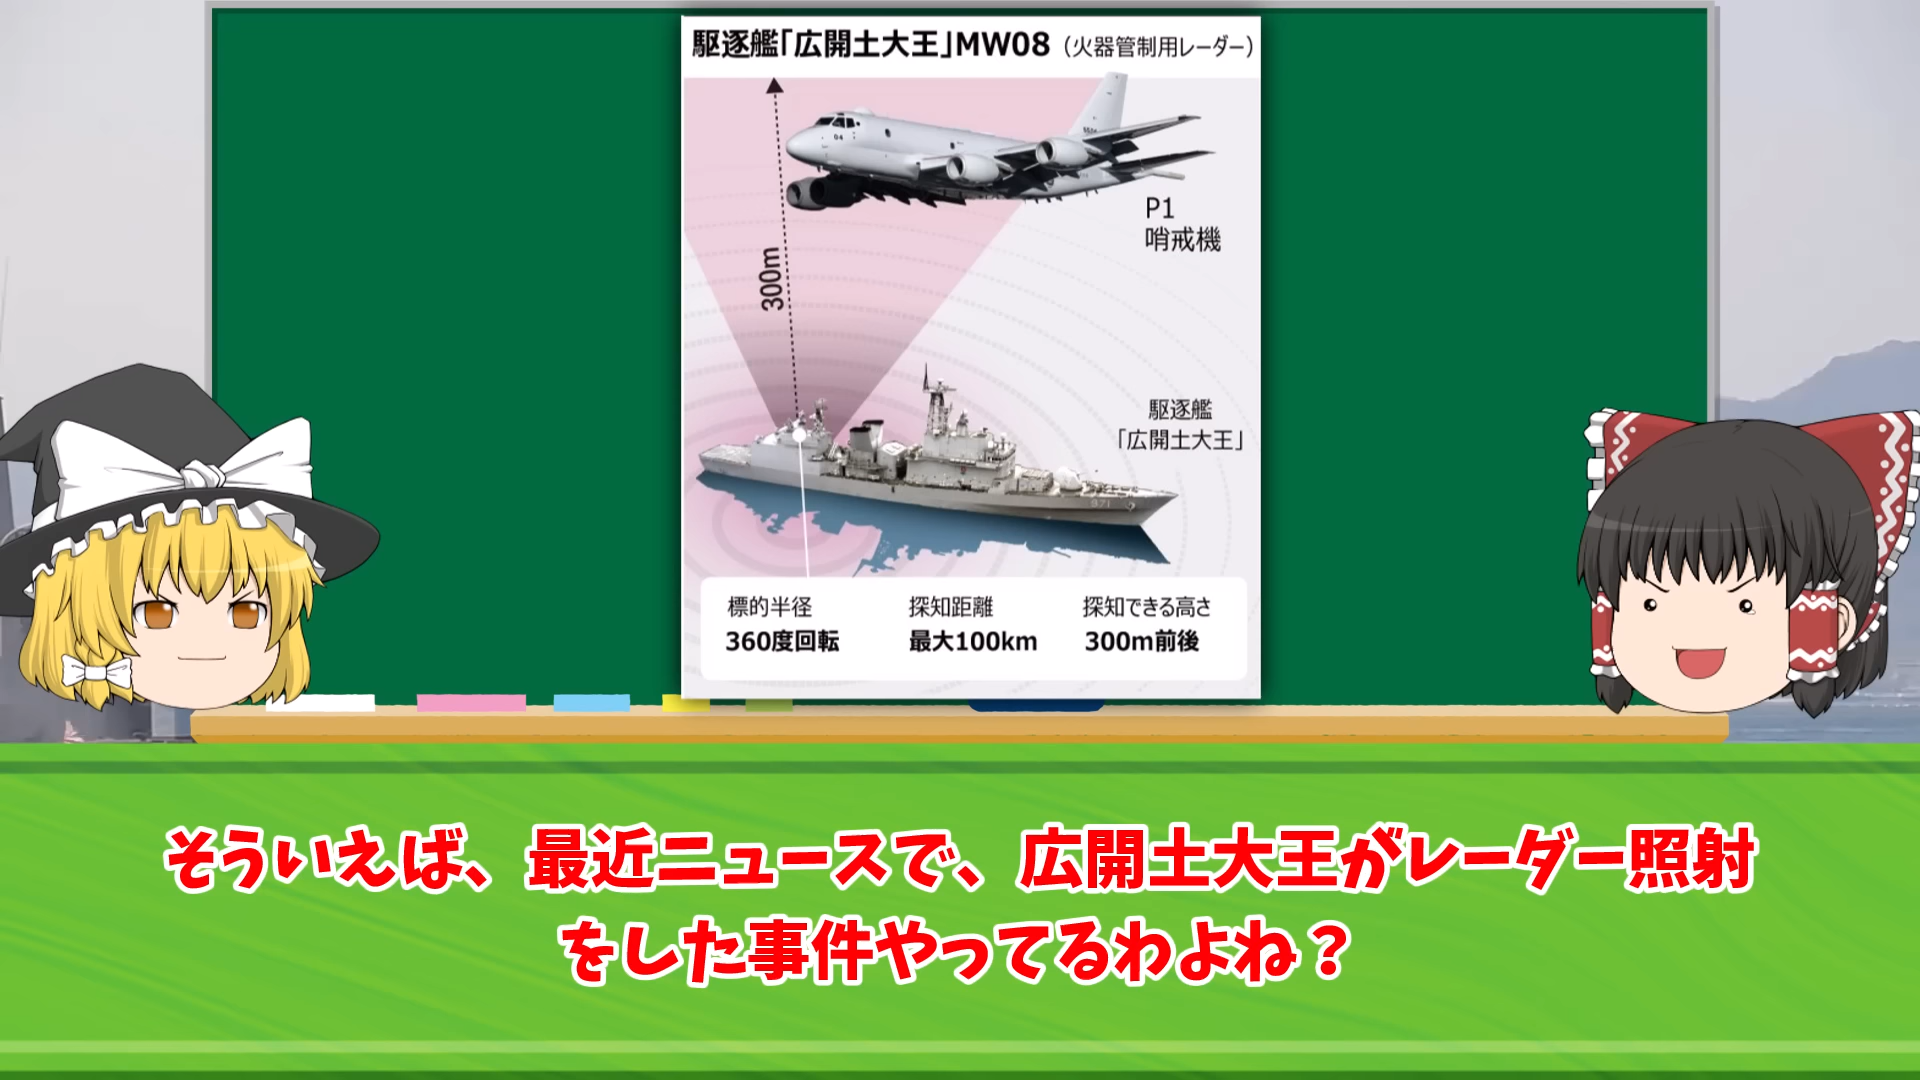 駆逐艦「広開土大王」MW08（火器管制用レーダー）
300m
P1
哨戒機
駆逐艦
「広開土大王」
標的半径 探知距離 探知できる高さ
360度回転 最大100km 300m前後
そういえば、最近ニュースで、広開土大王がレーダー照射
をした事件やってるわよね？